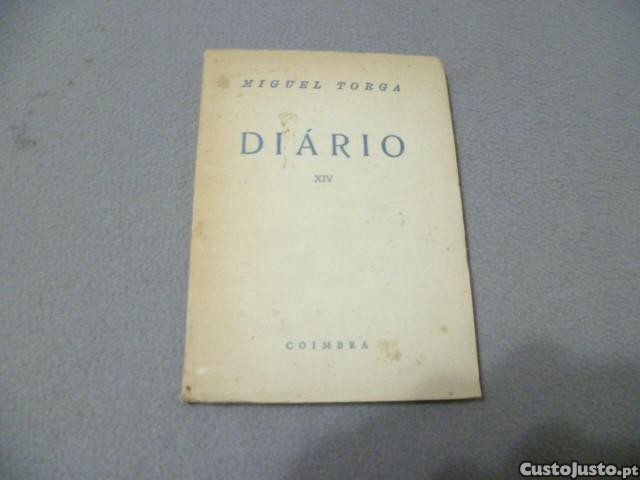 MIGUEL TORGA
DIÁRIO
XIV
COIMBRA
CustoJusto.pt